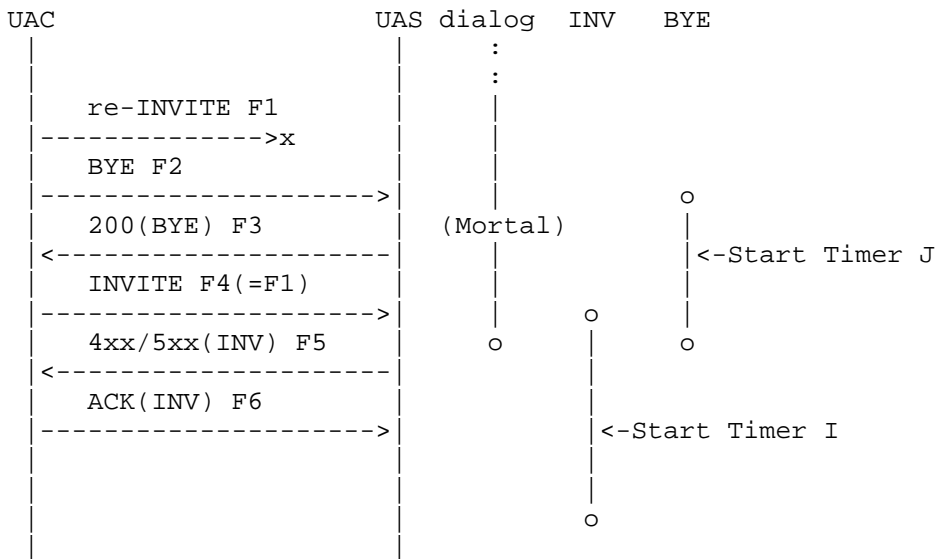 UAC                    UAS dialog   INV   BYE
 |                      |     :
 |                      |     :
 |   re-INVITE F1       |     |
 |-------------->x      |     |
 |   BYE F2             |     |
 |--------------------->|     |           o
 |   200(BYE) F3        |  (Mortal)       |
 |<---------------------|     |           |<-Start Timer J
 |   INVITE F4(=F1)     |     |           |
 |--------------------->|     |     o     |
 |   4xx/5xx(INV) F5    |     o     |     o
 |<---------------------|           |
 |   ACK(INV) F6        |           |
 |--------------------->|           |<-Start Timer I
 |                      |           |
 |                      |           |
 |                      |           o
 |                      |